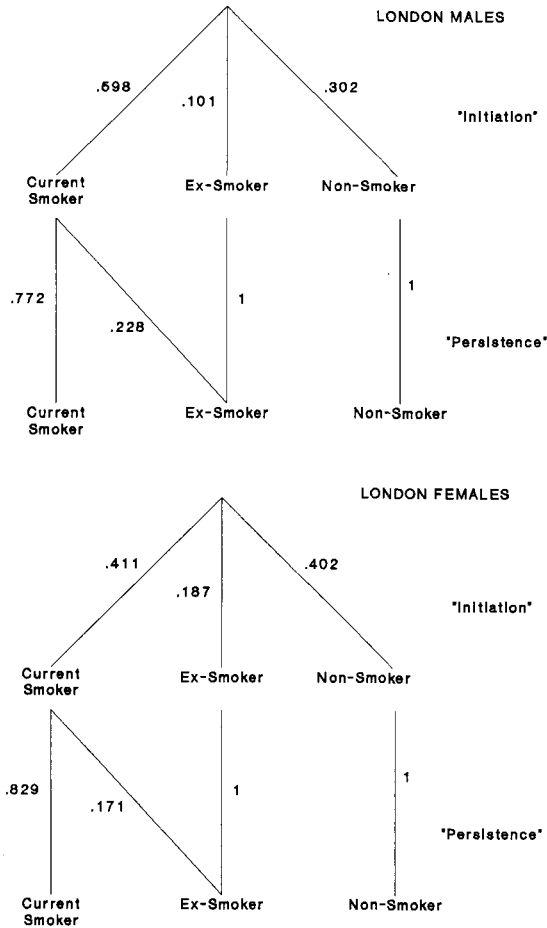 LONDON MALES
.598
.101
.302
"Initiation"
Current
Smoker
Ex-Smoker
Non-Smoker
.772
.228
1
1
"Persistence"
Current
Smoker
Ex-Smoker
Non-Smoker
LONDON FEMALES
.411
.187
.402
"Initiation"
Current
Smoker
Ex-Smoker
Non-Smoker
.829
.171
1
1
"Persistence"
Current
Smoker
Ex-Smoker
Non-Smoker